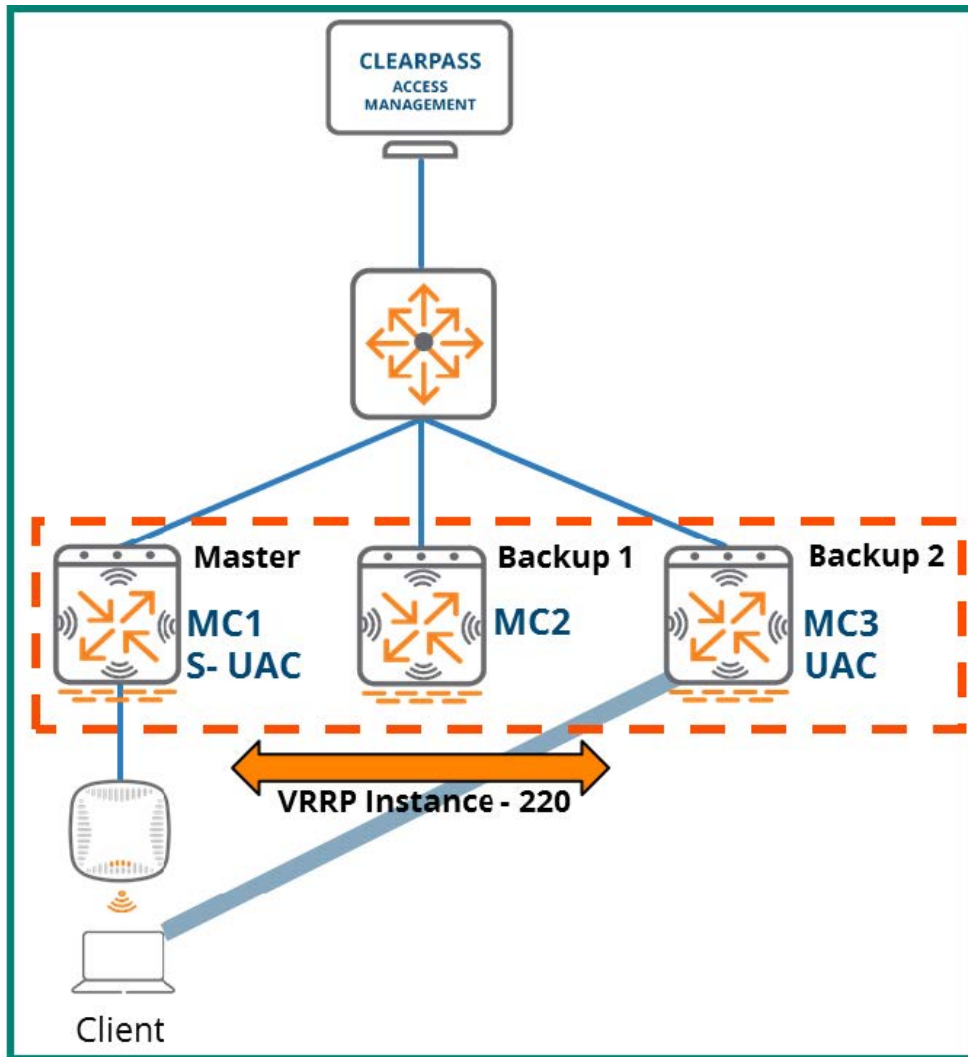 CLEARPASS
ACCESS
MANAGEMENT
Master
MC1
S- UAC
Backup 1
MC2
Backup 2
MC3
UAC
VRRP Instance - 220
Client